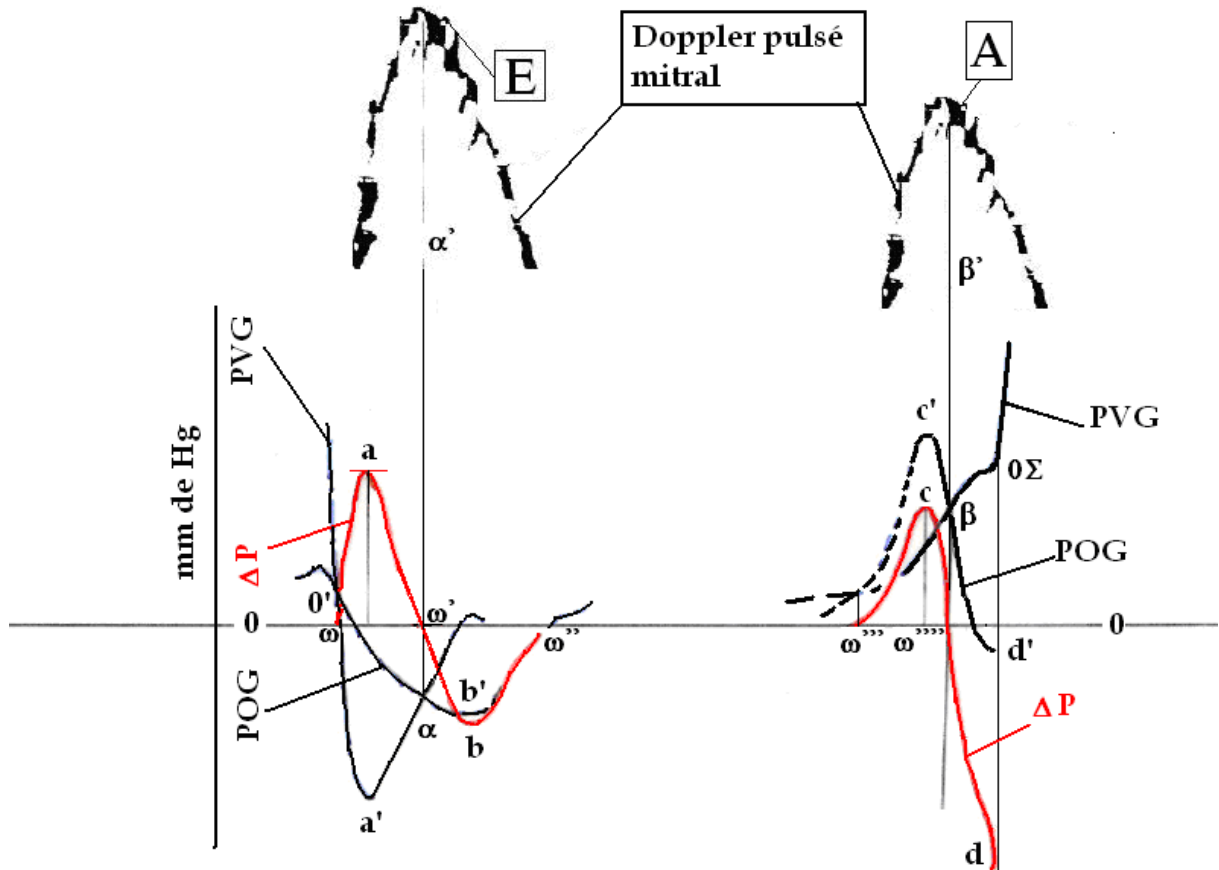 Doppler pulsé
mitral
E
A
α’
β’
PVG
mm de Hg
a
c'
c
PVG
0Σ
β
ΔP
POG
0'
0
ω
ω’
ω’’
ω’’’
ω’’’’
0
d'
POG
α
b'
b
ΔP
a'
d